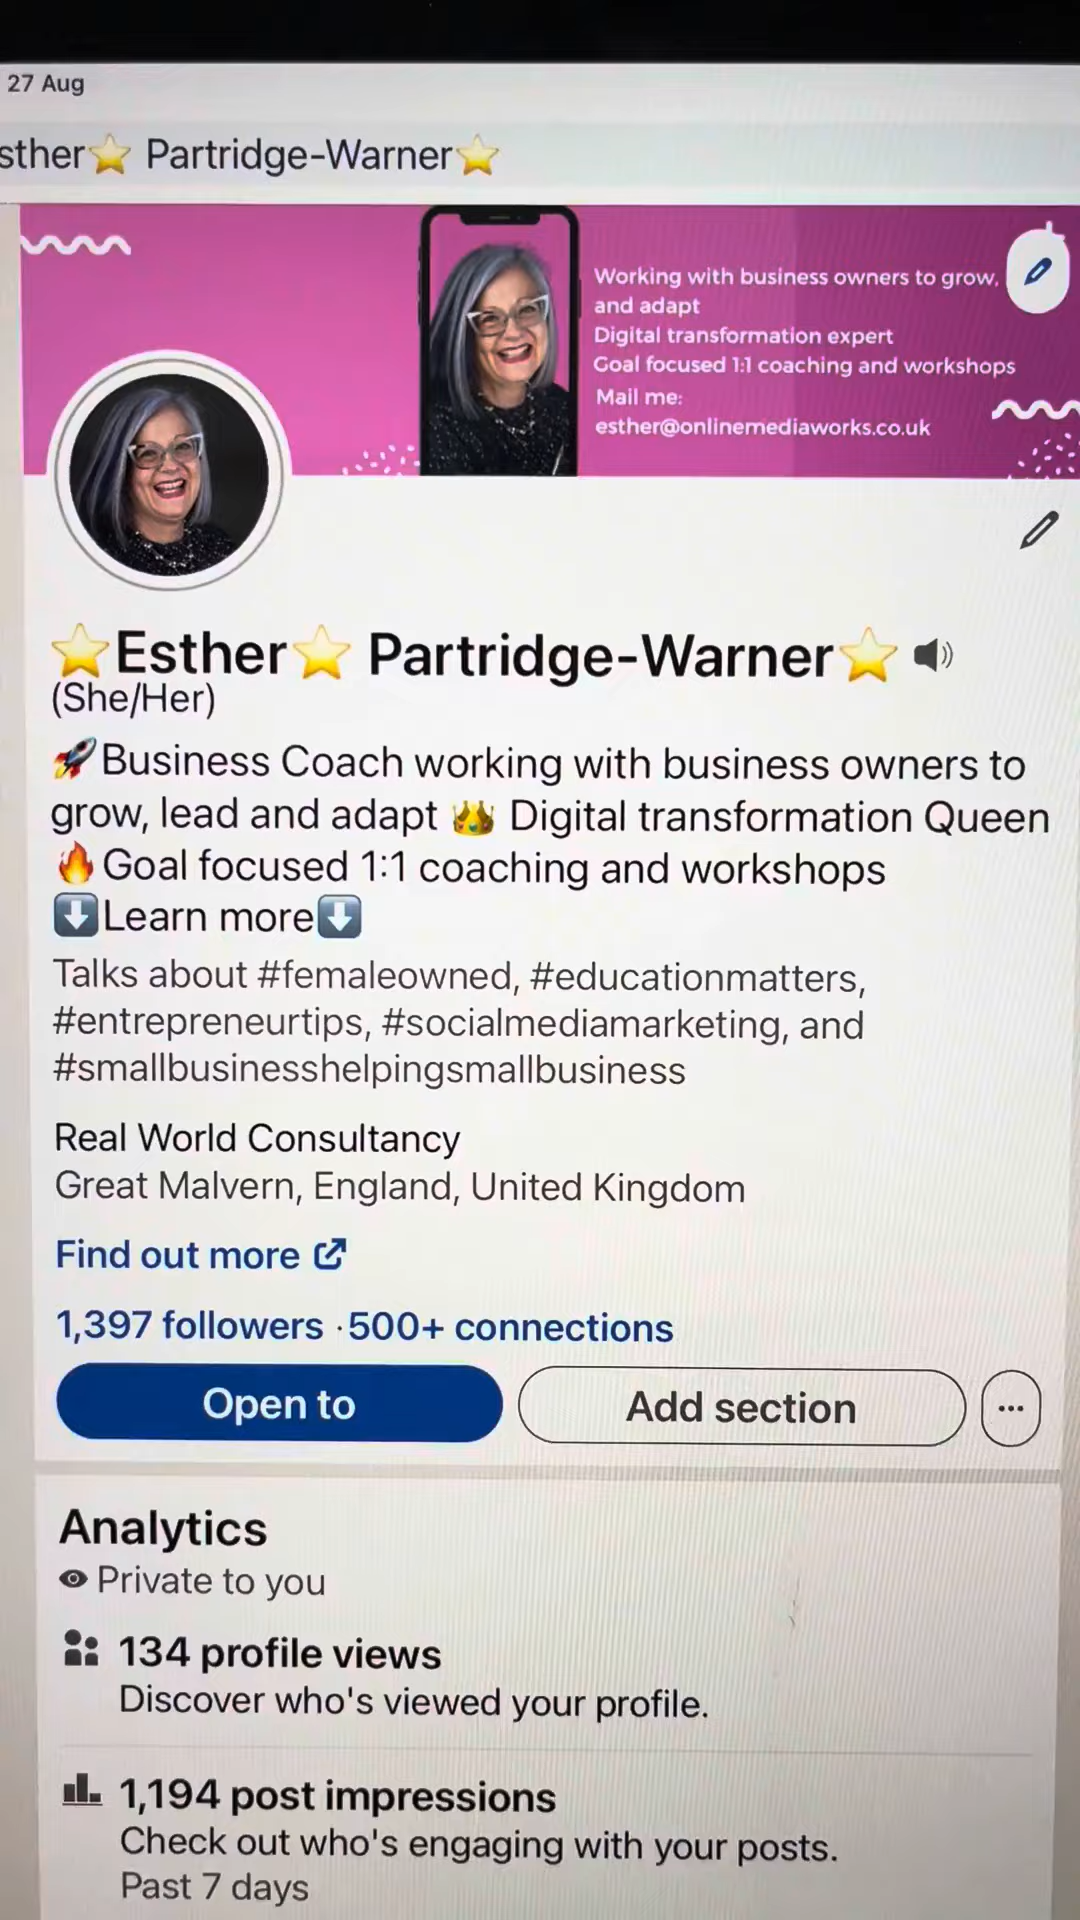 27 Aug
sther⭐ Partridge-Warner⭐
Working with business owners to grow,
and adapt
Digital transformation expert
Goal focused 1:1 coaching and workshops
Mail me:
esther@onlinemediaworks.co.uk
⭐Esther⭐ Partridge-Warner⭐
(She/Her)
🚀Business Coach working with business owners to
grow, lead and adapt 👑 Digital transformation Queen
🔥Goal focused 1:1 coaching and workshops
⬇️Learn more⬇️
Talks about #femaleowned, #educationmatters,
#entrepreneurtips, #socialmediamarketing, and
#smallbusinesshelpingsmallbusiness
Real World Consultancy
Great Malvern, England, United Kingdom
Find out more
1,397 followers · 500+ connections
Open to
Add section
...
Analytics
Private to you
134 profile views
Discover who's viewed your profile.
1,194 post impressions
Check out who's engaging with your posts.
Past 7 days